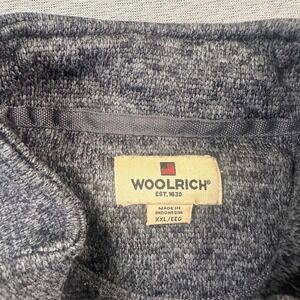 WOOLRICH®
EST. 1830
MADE IN
INDONESIA
XXL/EEG